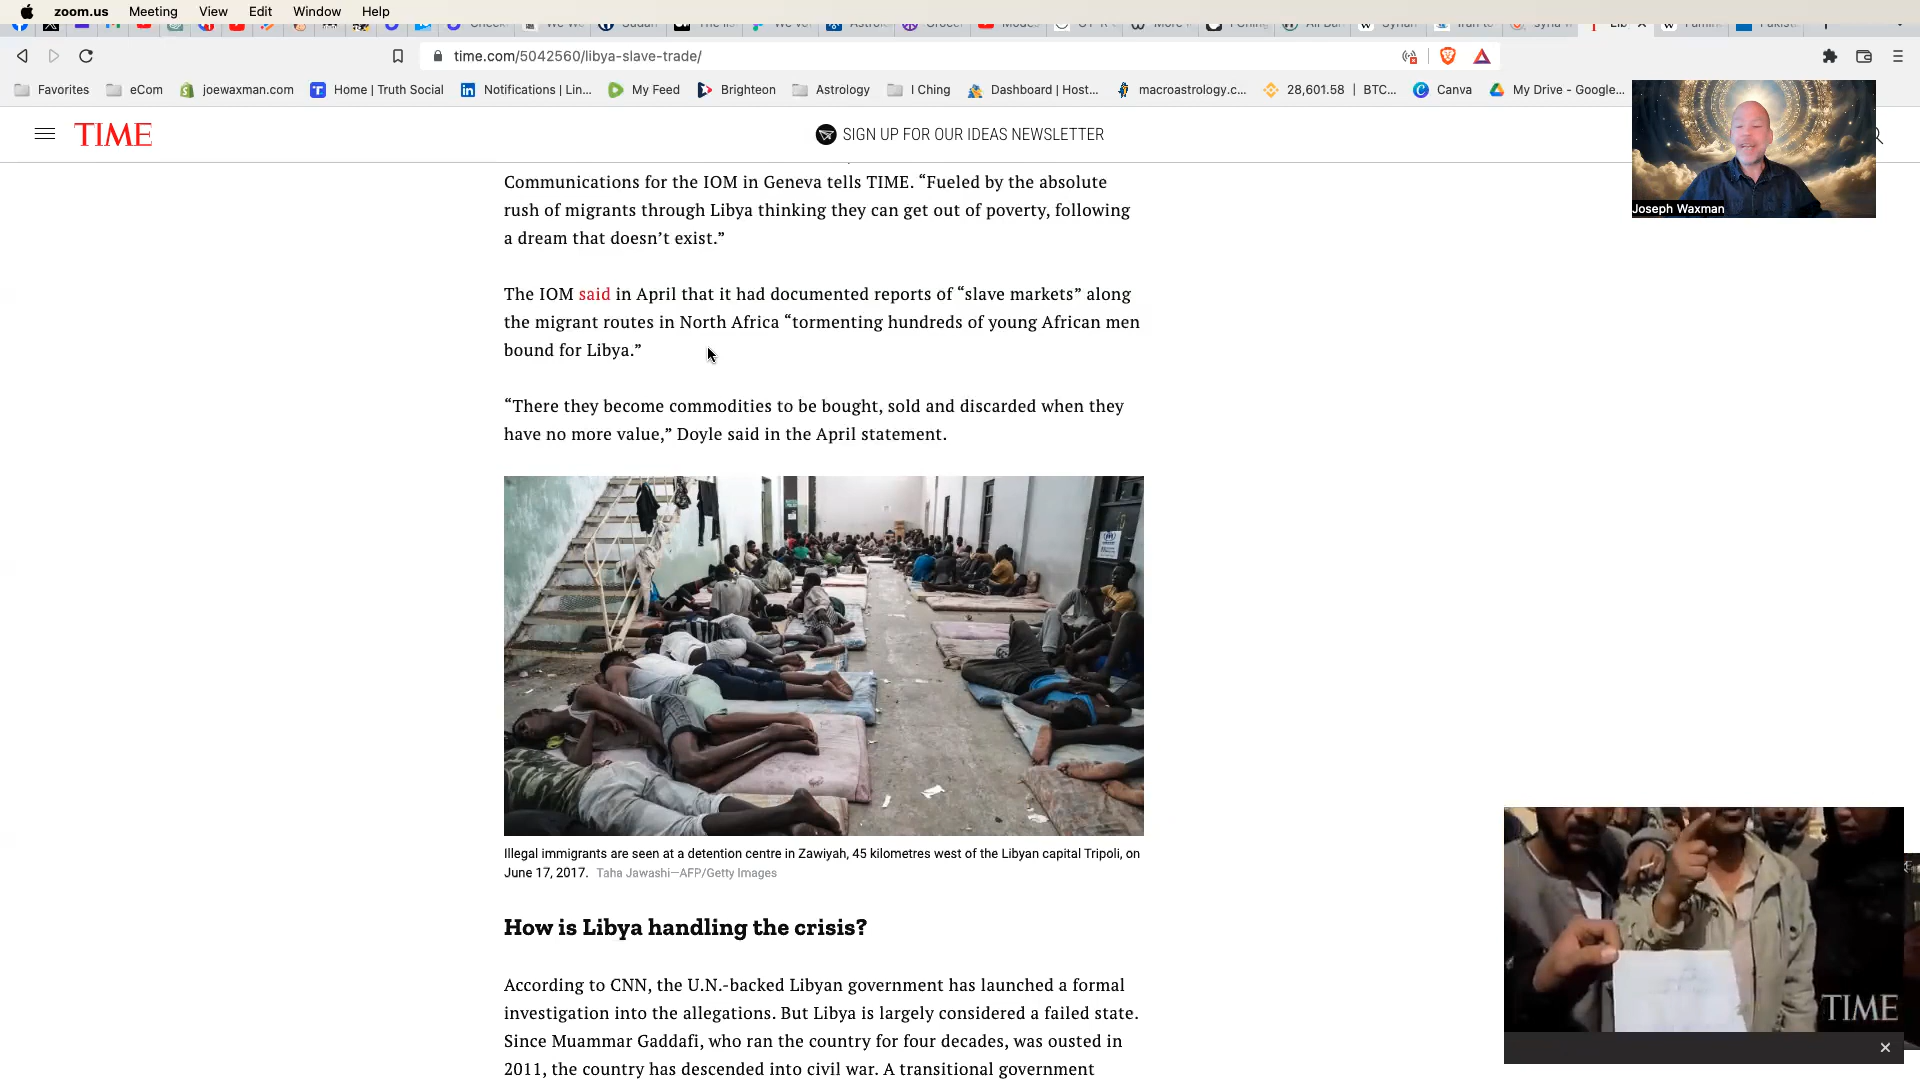 zoom.us Meeting View Edit Window Help
time.com/5042560/libya-slave-trade/
Favorites eCom joewaxman.com Home | Truth Social Notifications | Lin... My Feed Brighteon Astrology I Ching Dashboard | Host... macroastrology.c... 28,601.58 | BTC... Canva My Drive - Google...
TIME
SIGN UP FOR OUR IDEAS NEWSLETTER
Joseph Waxman
Communications for the IOM in Geneva tells TIME. “Fueled by the absolute
rush of migrants through Libya thinking they can get out of poverty, following
a dream that doesn’t exist.”
The IOM said in April that it had documented reports of “slave markets” along
the migrant routes in North Africa “tormenting hundreds of young African men
bound for Libya.”
“There they become commodities to be bought, sold and discarded when they
have no more value,” Doyle said in the April statement.
Illegal immigrants are seen at a detention centre in Zawiyah, 45 kilometres west of the Libyan capital Tripoli, on
June 17, 2017. Taha Jawashi—AFP/Getty Images
How is Libya handling the crisis?
According to CNN, the U.N.-backed Libyan government has launched a formal
investigation into the allegations. But Libya is largely considered a failed state.
Since Muammar Gaddafi, who ran the country for four decades, was ousted in
2011, the country has descended into civil war. A transitional government
TIME